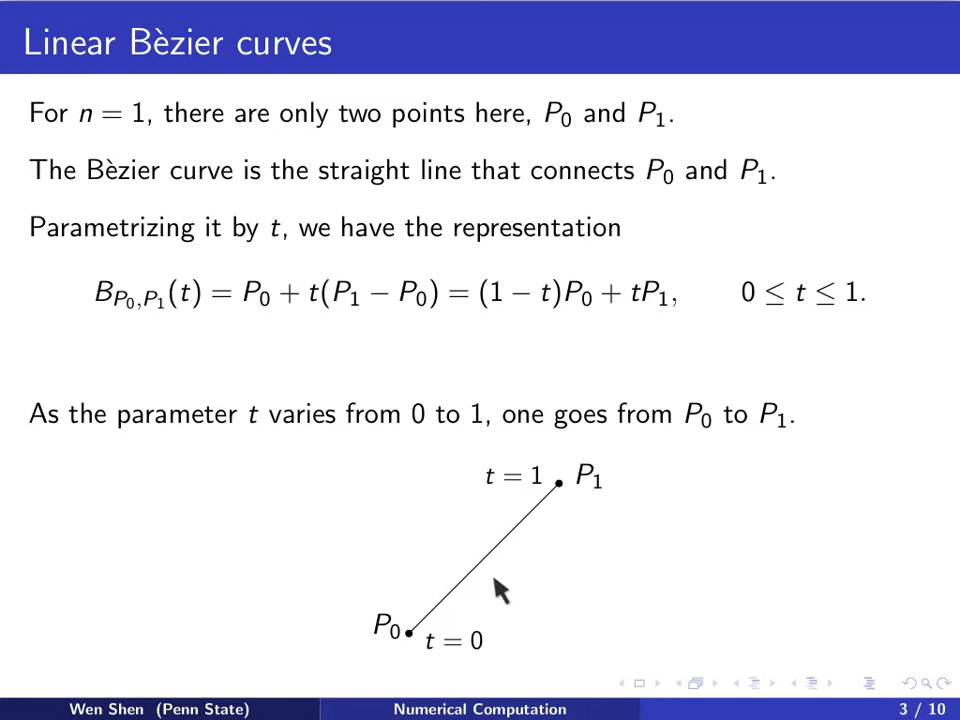 Linear Bèzier curves
For n = 1, there are only two points here, P₀ and P₁.
The Bèzier curve is the straight line that connects P₀ and P₁.
Parametrizing it by t, we have the representation
B_{P₀,P₁}(t) = P₀ + t(P₁ − P₀) = (1 − t)P₀ + tP₁, 0 ≤ t ≤ 1.
As the parameter t varies from 0 to 1, one goes from P₀ to P₁.
t = 1 P₁
P₀ t = 0
Wen Shen (Penn State) Numerical Computation 3 / 10